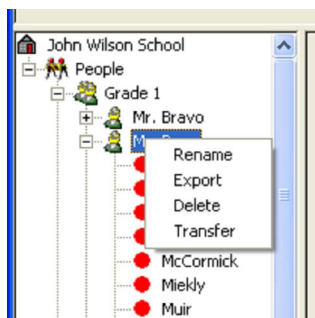 John Wilson School
People
Grade 1
Mr. Bravo
Rename
Export
Delete
Transfer
McCormick
Miekly
Muir